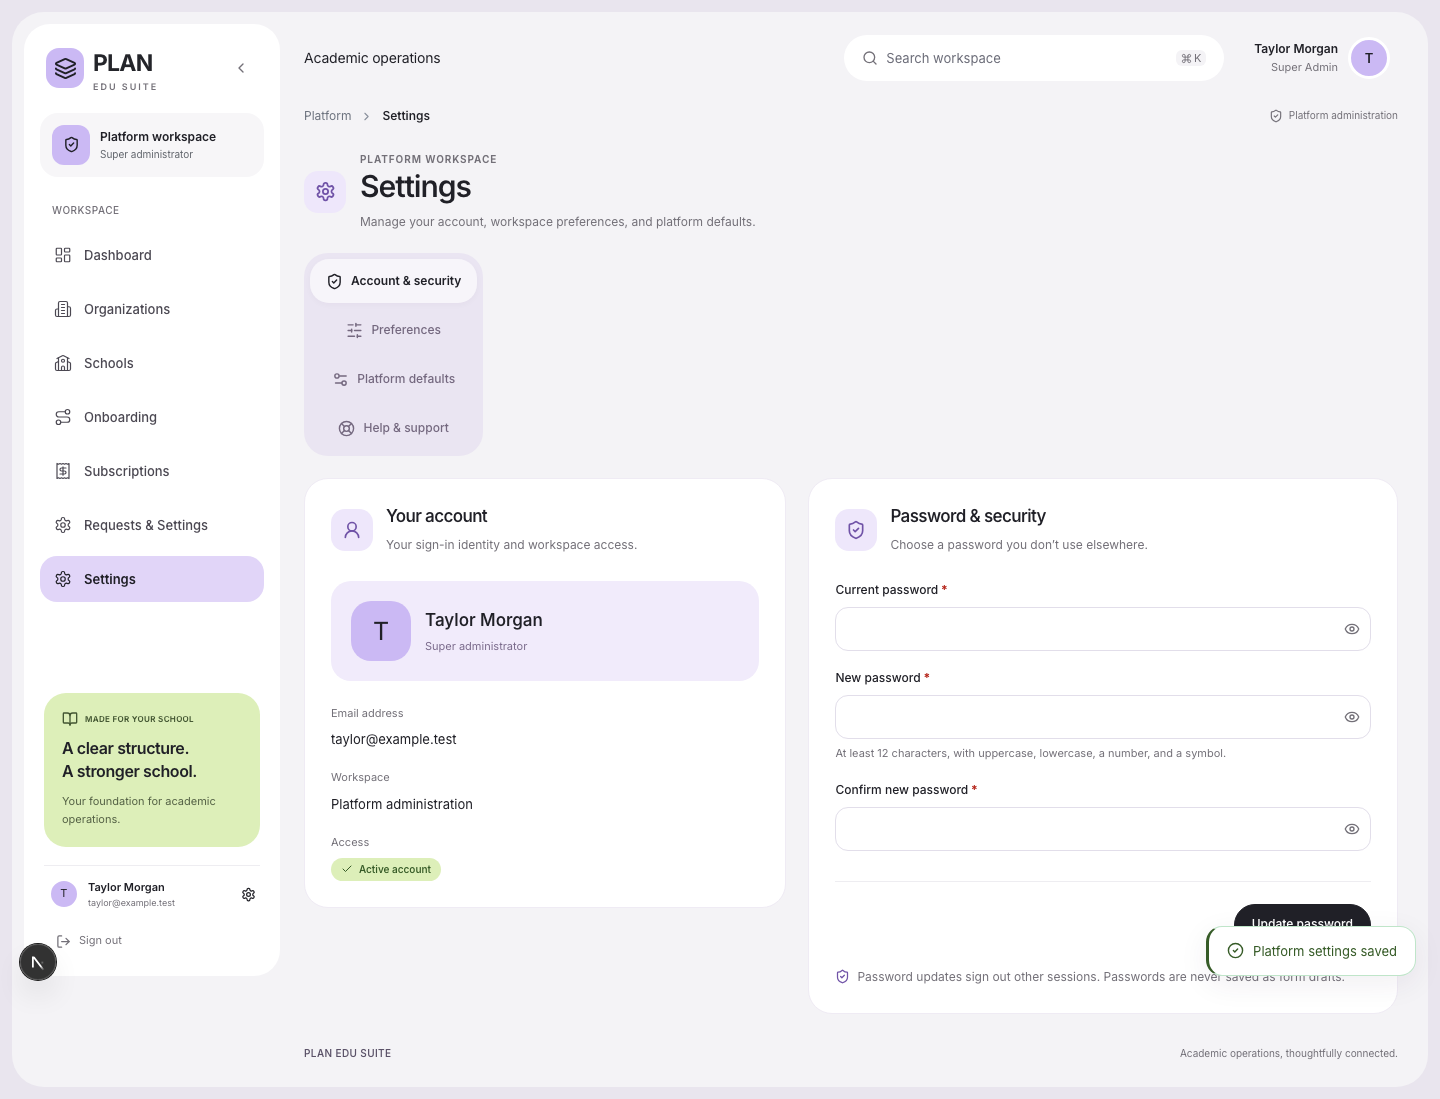 PLAN
EDU SUITE
Platform workspace
Super administrator
WORKSPACE
Dashboard
Organizations
Schools
Onboarding
Subscriptions
Requests & Settings
Settings
MADE FOR YOUR SCHOOL
A clear structure.
A stronger school.
Your foundation for academic
operations.
T
Taylor Morgan
taylor@example.test
Sign out
N
Academic operations
Search workspace
⌘ K
Taylor Morgan
Super Admin
T
Platform
Settings
Platform administration
PLATFORM WORKSPACE
Settings
Manage your account, workspace preferences, and platform defaults.
Account & security
Preferences
Platform defaults
Help & support
Your account
Your sign-in identity and workspace access.
T
Taylor Morgan
Super administrator
Email address
taylor@example.test
Workspace
Platform administration
Access
Active account
Password & security
Choose a password you don’t use elsewhere.
Current password *
New password *
At least 12 characters, with uppercase, lowercase, a number, and a symbol.
Confirm new password *
Update password
Platform settings saved
Password updates sign out other sessions. Passwords are never saved as form drafts.
PLAN EDU SUITE
Academic operations, thoughtfully connected.